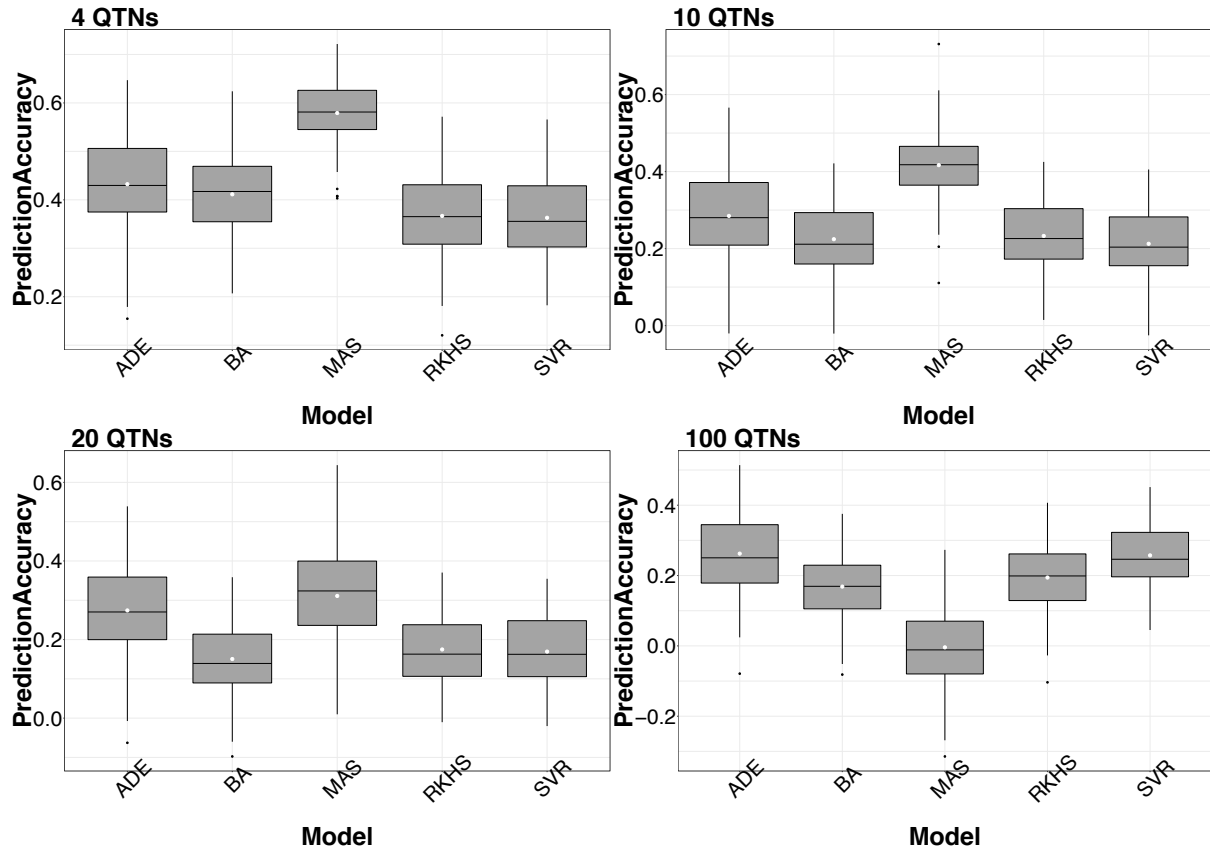 4 QTNs
PredictionAccuracy
0.6
0.4
0.2
ADE
BA
MAS
RKHS
SVR
Model
10 QTNs
PredictionAccuracy
0.6
0.4
0.2
0.0
ADE
BA
MAS
RKHS
SVR
Model
20 QTNs
PredictionAccuracy
0.6
0.4
0.2
0.0
ADE
BA
MAS
RKHS
SVR
Model
100 QTNs
PredictionAccuracy
0.4
0.2
0.0
−0.2
ADE
BA
MAS
RKHS
SVR
Model